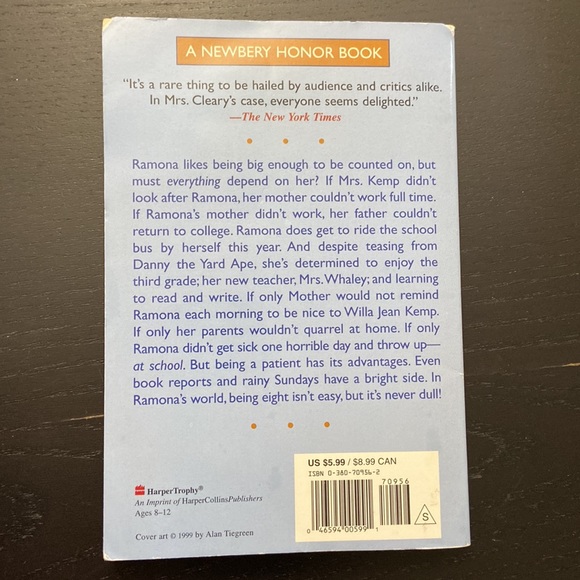 A NEWBERY HONOR BOOK
“It’s a rare thing to be hailed by audience and critics alike.
In Mrs. Cleary’s case, everyone seems delighted.”
—The New York Times
Ramona likes being big enough to be counted on, but
must everything depend on her? If Mrs. Kemp didn’t
look after Ramona, her mother couldn’t work full time.
If Ramona’s mother didn’t work, her father couldn’t
return to college. Ramona does get to ride the school
bus by herself this year. And despite teasing from
Danny the Yard Ape, she’s determined to enjoy the
third grade; her new teacher, Mrs. Whaley; and learning
to read and write. If only Mother would not remind
Ramona each morning to be nice to Willa Jean Kemp.
If only her parents wouldn’t quarrel at home. If only
Ramona didn’t get sick one horrible day and throw up—
at school. But being a patient has its advantages. Even
book reports and rainy Sundays have a bright side. In
Ramona’s world, being eight isn’t easy, but it’s never dull!
US $5.99 / $8.99 CAN
ISBN 0-380-70956-2
70956
0 46594 00599 1
S
HarperTrophy®
An Imprint of HarperCollinsPublishers
Ages 8–12
Cover art © 1999 by Alan Tiegreen